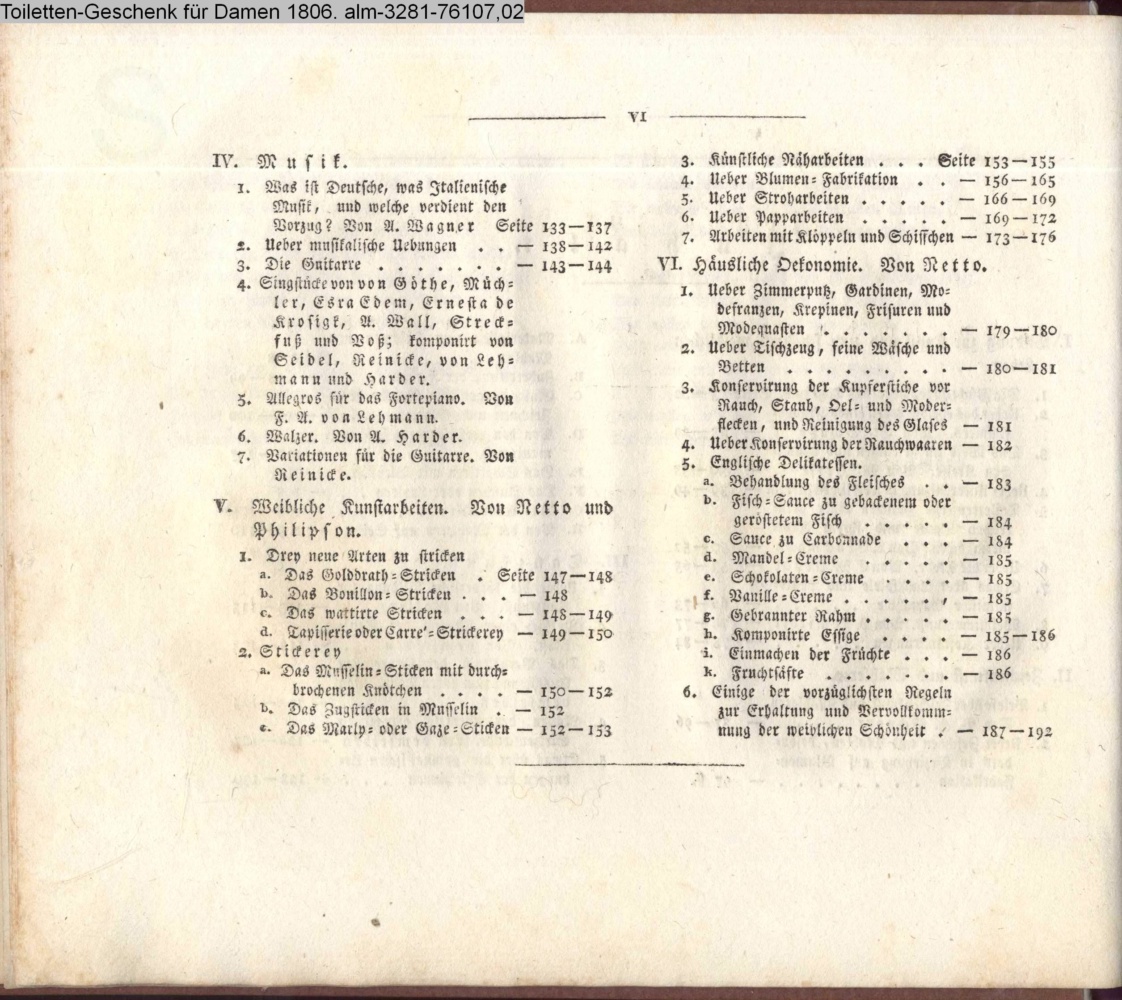 Toiletten-Geschenk für Damen 1806. alm-3281-76107,02
VI
IV. Musik.
1. Was ist Deutsche, was Italienische
Musik, und welche verdient den
Vorzug? Von A. Wagner Seite 133—137
2. Ueber musikalische Uebungen . . — 138—142
3. Die Guitarre . . . . . . . — 143—144
4. Singstücke von von Göthe, Müch-
ler, Esra Edem, Ernesta de
Krosigk, A. Wall, Streck-
fuß und Voß; komponirt von
Seidel, Reinicke, von Leh-
mann und Harder.
5. Allegros für das Fortepiano. Von
F. A. von Lehmann.
6. Walzer. Von A. Harder.
7. Variationen für die Guitarre. Von
Reinicke.
V. Weibliche Kunstarbeiten. Von Netto und
Philipson.
1. Drey neue Arten zu stricken
a. Das Golddrath-Stricken . Seite 147—148
b. Das Bonillon-Stricken . . . — 148
c. Das wattirte Stricken . . . — 148—149
d. Tapisserie oder Carre'-Strickerey — 149—150
2. Stickerey
a. Das Musselin-Sticken mit durch-
brochenen Knötchen . . . . — 150—152
b. Das Zugsticken in Musselin . — 152
c. Das Marly- oder Gaze-Sticken — 152—153
3. Künstliche Näharbeiten . . . Seite 153—155
4. Ueber Blumen-Fabrikation . . — 156—165
5. Ueber Stroharbeiten . . . . . — 166—169
6. Ueber Papparbeiten . . . . . — 169—172
7. Arbeiten mit Klöppeln und Schiffchen — 173—176
VI. Häusliche Oekonomie. Von Netto.
1. Ueber Zimmerputz, Gardinen, Mo-
defranzen, Krepinen, Frisuren und
Modequasten . . . . . . . — 179—180
2. Ueber Tischzeug, feine Wäsche und
Betten . . . . . . . . . — 180—181
3. Konservirung der Kupferstiche vor
Rauch, Staub, Oel- und Moder-
flecken, und Reinigung des Glases — 181
4. Ueber Konservirung der Rauchwaaren — 182
5. Englische Delikatessen.
a. Behandlung des Fleisches . . — 183
b. Fisch-Sauce zu gebackenem oder
geröstetem Fisch . . . . . — 184
c. Sauce zu Carbonnade . . . — 184
d. Mandel-Creme . . . . . — 185
e. Schokolaten-Creme . . . . — 185
f. Vanille-Creme . . . . . , — 185
g. Gebrannter Rahm . . . . . — 185
h. Komponirte Essige . . . . — 185—186
i. Einmachen der Früchte . . . — 186
k. Fruchtsäfte . . . . . . . — 186
6. Einige der vorzüglichsten Regeln
zur Erhaltung und Vervollkomm-
nung der weiblichen Schönheit . — 187—192